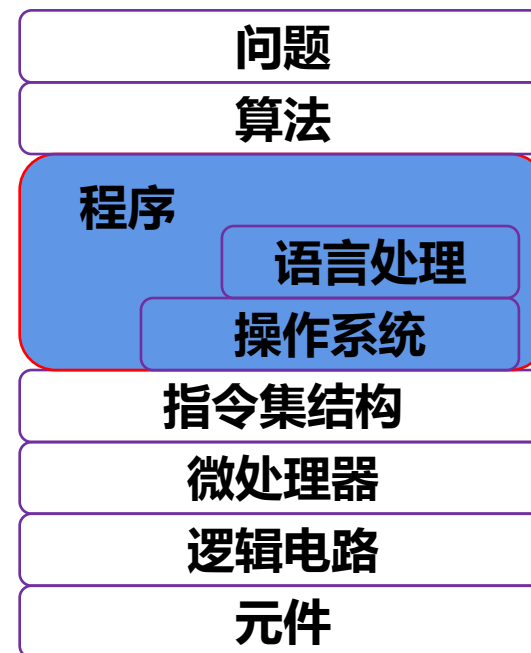 问题
算法
程序
语言处理
操作系统
指令集结构
微处理器
逻辑电路
元件